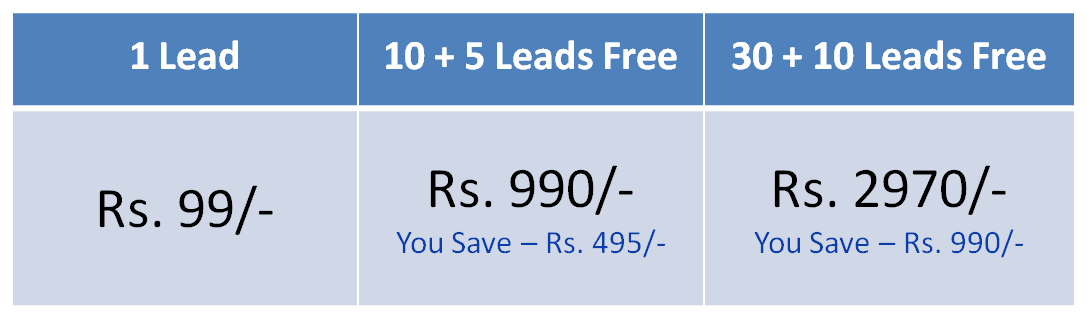 1 Lead
10 + 5 Leads Free
30 + 10 Leads Free
Rs. 99/-
Rs. 990/-
You Save – Rs. 495/-
Rs. 2970/-
You Save – Rs. 990/-